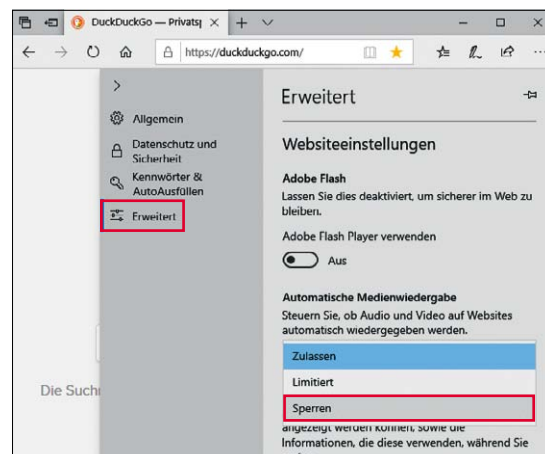 DuckDuckGo — Privatsp
https://duckduckgo.com/
Allgemein
Datenschutz und
Sicherheit
Kennwörter &
AutoAusfüllen
Erweitert
Die Suchr
Erweitert
Websiteeinstellungen
Adobe Flash
Lassen Sie dies deaktiviert, um sicherer im Web zu
bleiben.
Adobe Flash Player verwenden
Aus
Automatische Medienwiedergabe
Steuern Sie, ob Audio und Video auf Websites
automatisch wiedergegeben werden.
Zulassen
Limitiert
Sperren
angezeigt werden können, sowie die
Informationen, die diese verwenden, während Sie